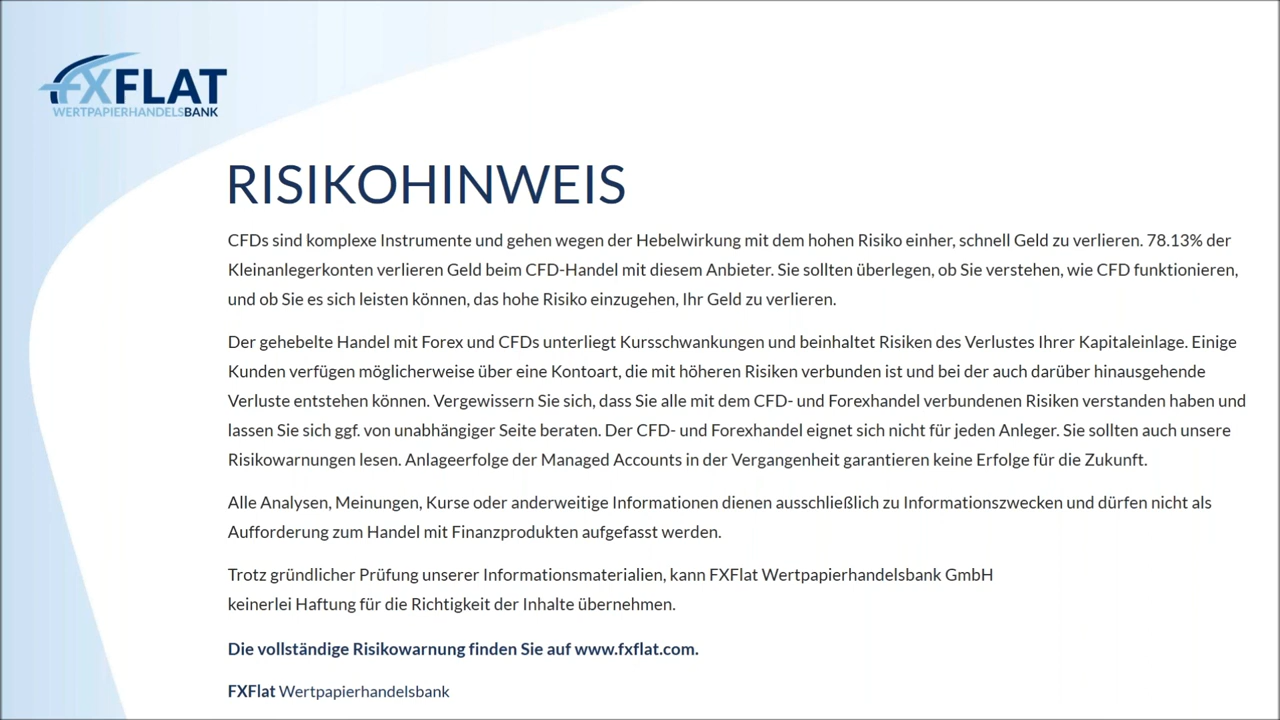 FXFLAT
WERTPAPIERHANDELSBANK
RISIKOHINWEIS
CFDs sind komplexe Instrumente und gehen wegen der Hebelwirkung mit dem hohen Risiko einher, schnell Geld zu verlieren. 78.13% der
Kleinanlegerkonten verlieren Geld beim CFD-Handel mit diesem Anbieter. Sie sollten überlegen, ob Sie verstehen, wie CFD funktionieren,
und ob Sie es sich leisten können, das hohe Risiko einzugehen, Ihr Geld zu verlieren.
Der gehebelte Handel mit Forex und CFDs unterliegt Kursschwankungen und beinhaltet Risiken des Verlustes Ihrer Kapitaleinlage. Einige
Kunden verfügen möglicherweise über eine Kontoart, die mit höheren Risiken verbunden ist und bei der auch darüber hinausgehende
Verluste entstehen können. Vergewissern Sie sich, dass Sie alle mit dem CFD- und Forexhandel verbundenen Risiken verstanden haben und
lassen Sie sich ggf. von unabhängiger Seite beraten. Der CFD- und Forexhandel eignet sich nicht für jeden Anleger. Sie sollten auch unsere
Risikowarnungen lesen. Anlageerfolge der Managed Accounts in der Vergangenheit garantieren keine Erfolge für die Zukunft.
Alle Analysen, Meinungen, Kurse oder anderweitige Informationen dienen ausschließlich zu Informationszwecken und dürfen nicht als
Aufforderung zum Handel mit Finanzprodukten aufgefasst werden.
Trotz gründlicher Prüfung unserer Informationsmaterialien, kann FXFlat Wertpapierhandelsbank GmbH
keinerlei Haftung für die Richtigkeit der Inhalte übernehmen.
Die vollständige Risikowarnung finden Sie auf www.fxflat.com.
FXFlat Wertpapierhandelsbank